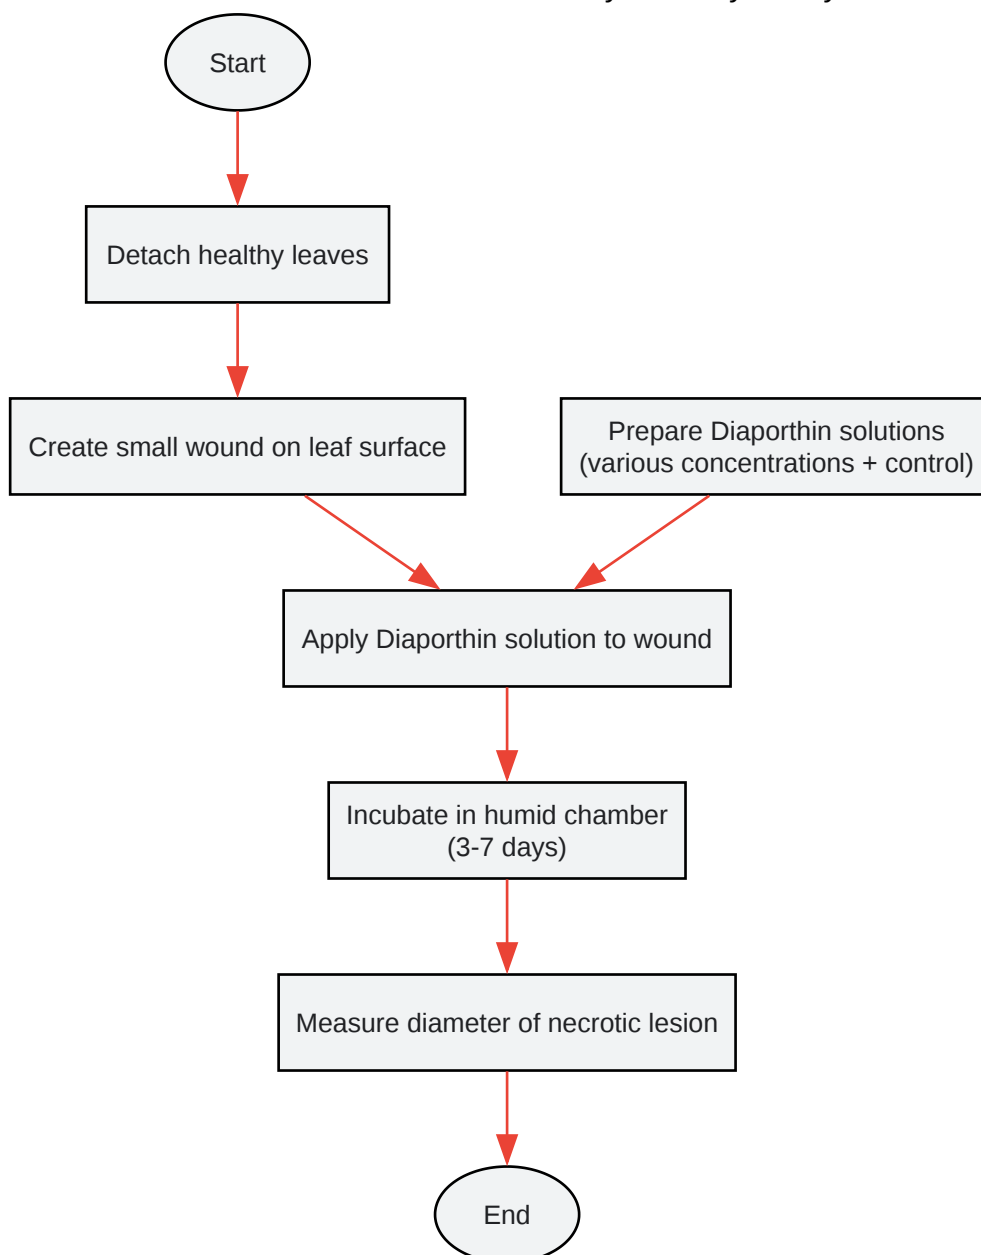 Start
Detach healthy leaves
Create small wound on leaf surface
Prepare Diaporthin solutions
(various concentrations + control)
Apply Diaporthin solution to wound
Incubate in humid chamber
(3-7 days)
Measure diameter of necrotic lesion
End